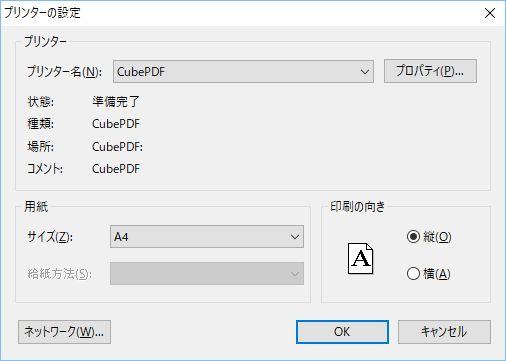 プリンターの設定
プリンター
プリンター名(N): CubePDF プロパティ(P)...
状態: 準備完了
種類: CubePDF
場所: CubePDF:
コメント: CubePDF
用紙
サイズ(Z): A4
給紙方法(S):
印刷の向き
A
縦(O)
横(A)
ネットワーク(W)... OK キャンセル